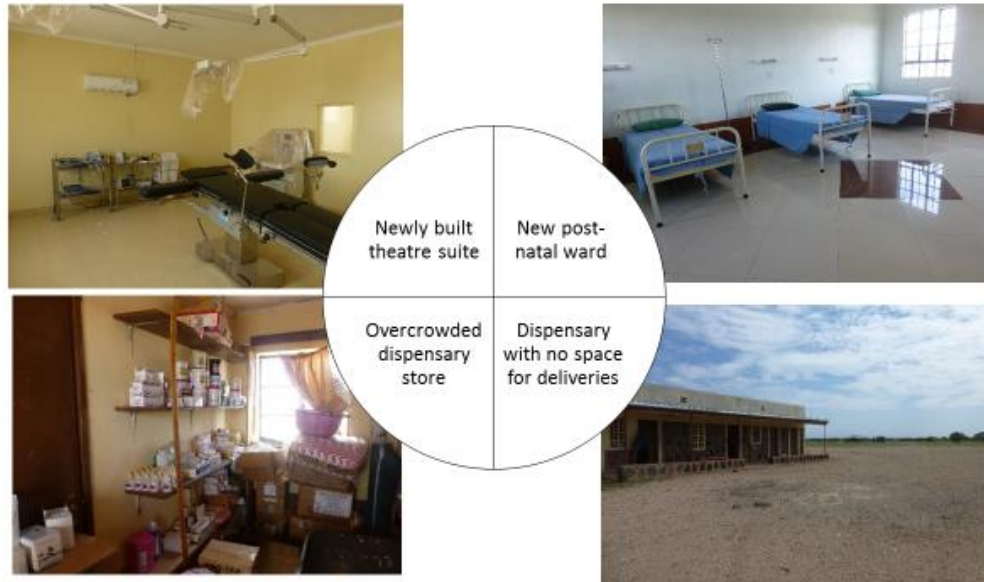 Newly built
theatre suite
New post-
natal ward
Overcrowded
dispensary
store
Dispensary
with no space
for deliveries